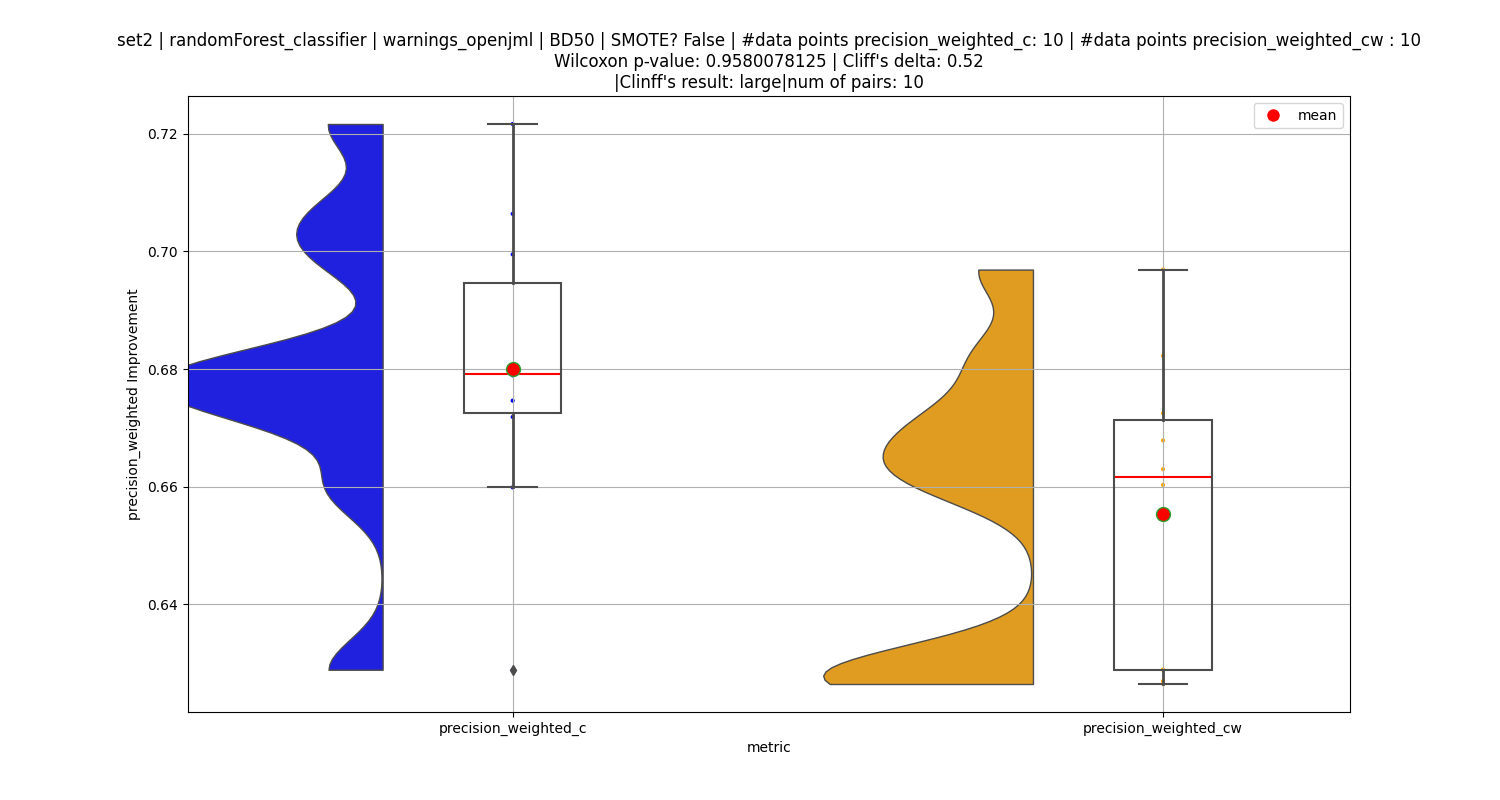 set2 | randomForest_classifier | warnings_openjml | BD50 | SMOTE? False | #data points precision_weighted_c: 10 | #data points precision_weighted_cw : 10
Wilcoxon p-value: 0.9580078125 | Cliff's delta: 0.52
|Clinff's result: large|num of pairs: 10
mean
0.72
0.70
0.68
0.66
0.64
precision_weighted Improvement
precision_weighted_c
precision_weighted_cw
metric